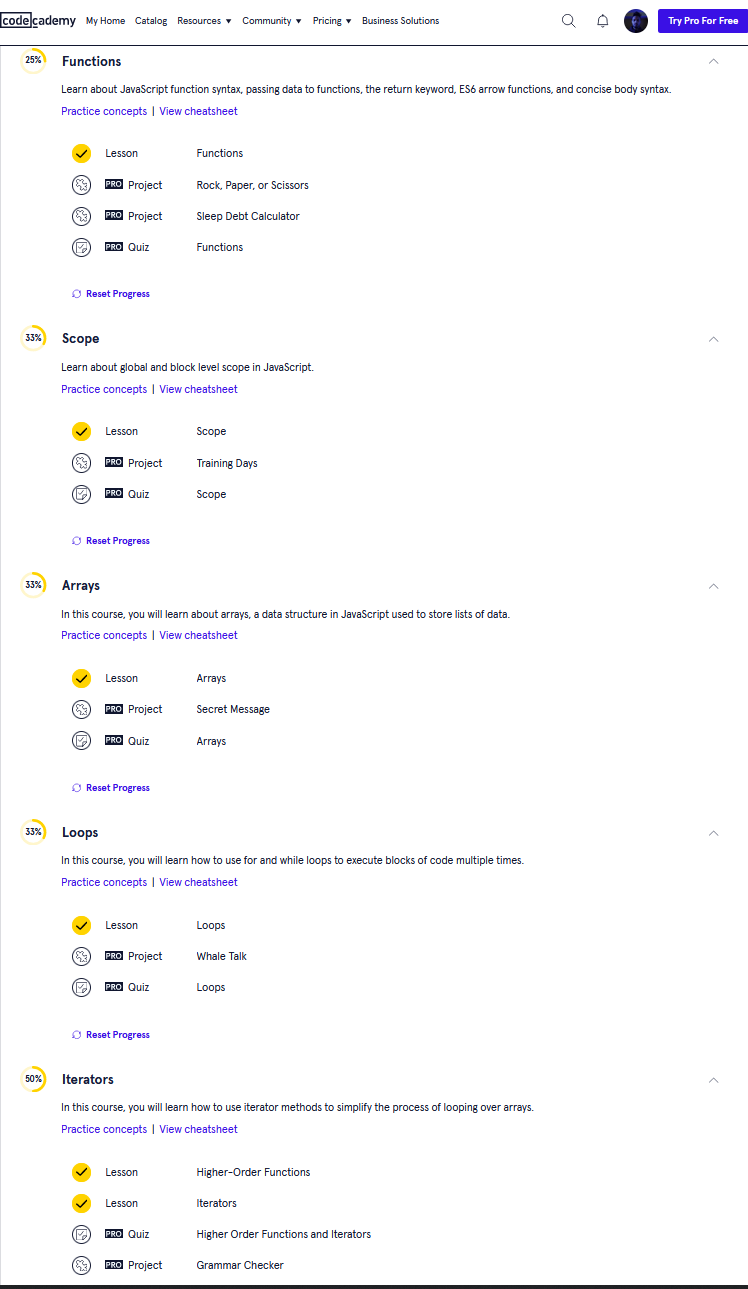 codecademy My Home Catalog Resources Community Pricing Business Solutions Try Pro For Free
25% Functions
Learn about JavaScript function syntax, passing data to functions, the return keyword, ES6 arrow functions, and concise body syntax.
Practice concepts | View cheatsheet
Lesson Functions
PRO Project Rock, Paper, or Scissors
PRO Project Sleep Debt Calculator
PRO Quiz Functions
Reset Progress
33% Scope
Learn about global and block level scope in JavaScript.
Practice concepts | View cheatsheet
Lesson Scope
PRO Project Training Days
PRO Quiz Scope
Reset Progress
33% Arrays
In this course, you will learn about arrays, a data structure in JavaScript used to store lists of data.
Practice concepts | View cheatsheet
Lesson Arrays
PRO Project Secret Message
PRO Quiz Arrays
Reset Progress
33% Loops
In this course, you will learn how to use for and while loops to execute blocks of code multiple times.
Practice concepts | View cheatsheet
Lesson Loops
PRO Project Whale Talk
PRO Quiz Loops
Reset Progress
50% Iterators
In this course, you will learn how to use iterator methods to simplify the process of looping over arrays.
Practice concepts | View cheatsheet
Lesson Higher-Order Functions
Lesson Iterators
PRO Quiz Higher Order Functions and Iterators
PRO Project Grammar Checker